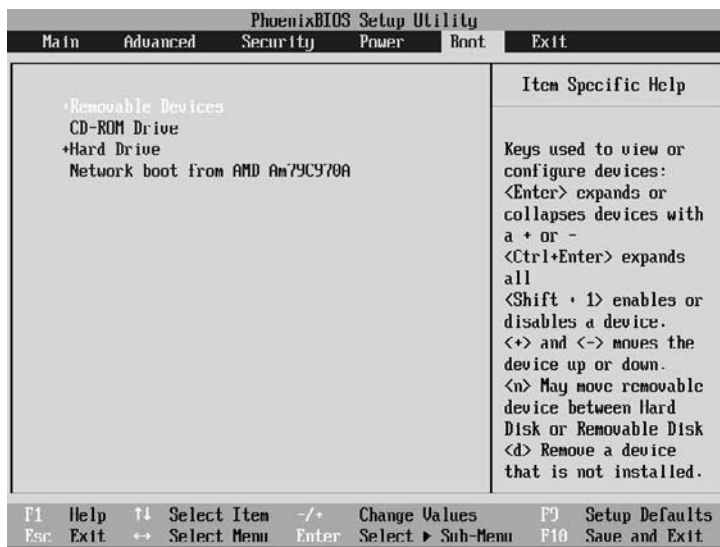 PhoenixBIOS Setup Utility
Main Advanced Security Power Boot Exit
+Removable Devices
CD-ROM Drive
+Hard Drive
Network boot from AMD Am79C970A
Item Specific Help
Keys used to view or
configure devices:
<Enter> expands or
collapses devices with
a + or -
<Ctrl+Enter> expands
all
<Shift + 1> enables or
disables a device.
<+> and <-> moves the
device up or down.
<n> May move removable
device between Hard
Disk or Removable Disk
<d> Remove a device
that is not installed.
F1 Help ↑↓ Select Item -/+ Change Values F9 Setup Defaults
Esc Exit ↔ Select Menu Enter Select ▶ Sub-Menu F10 Save and Exit